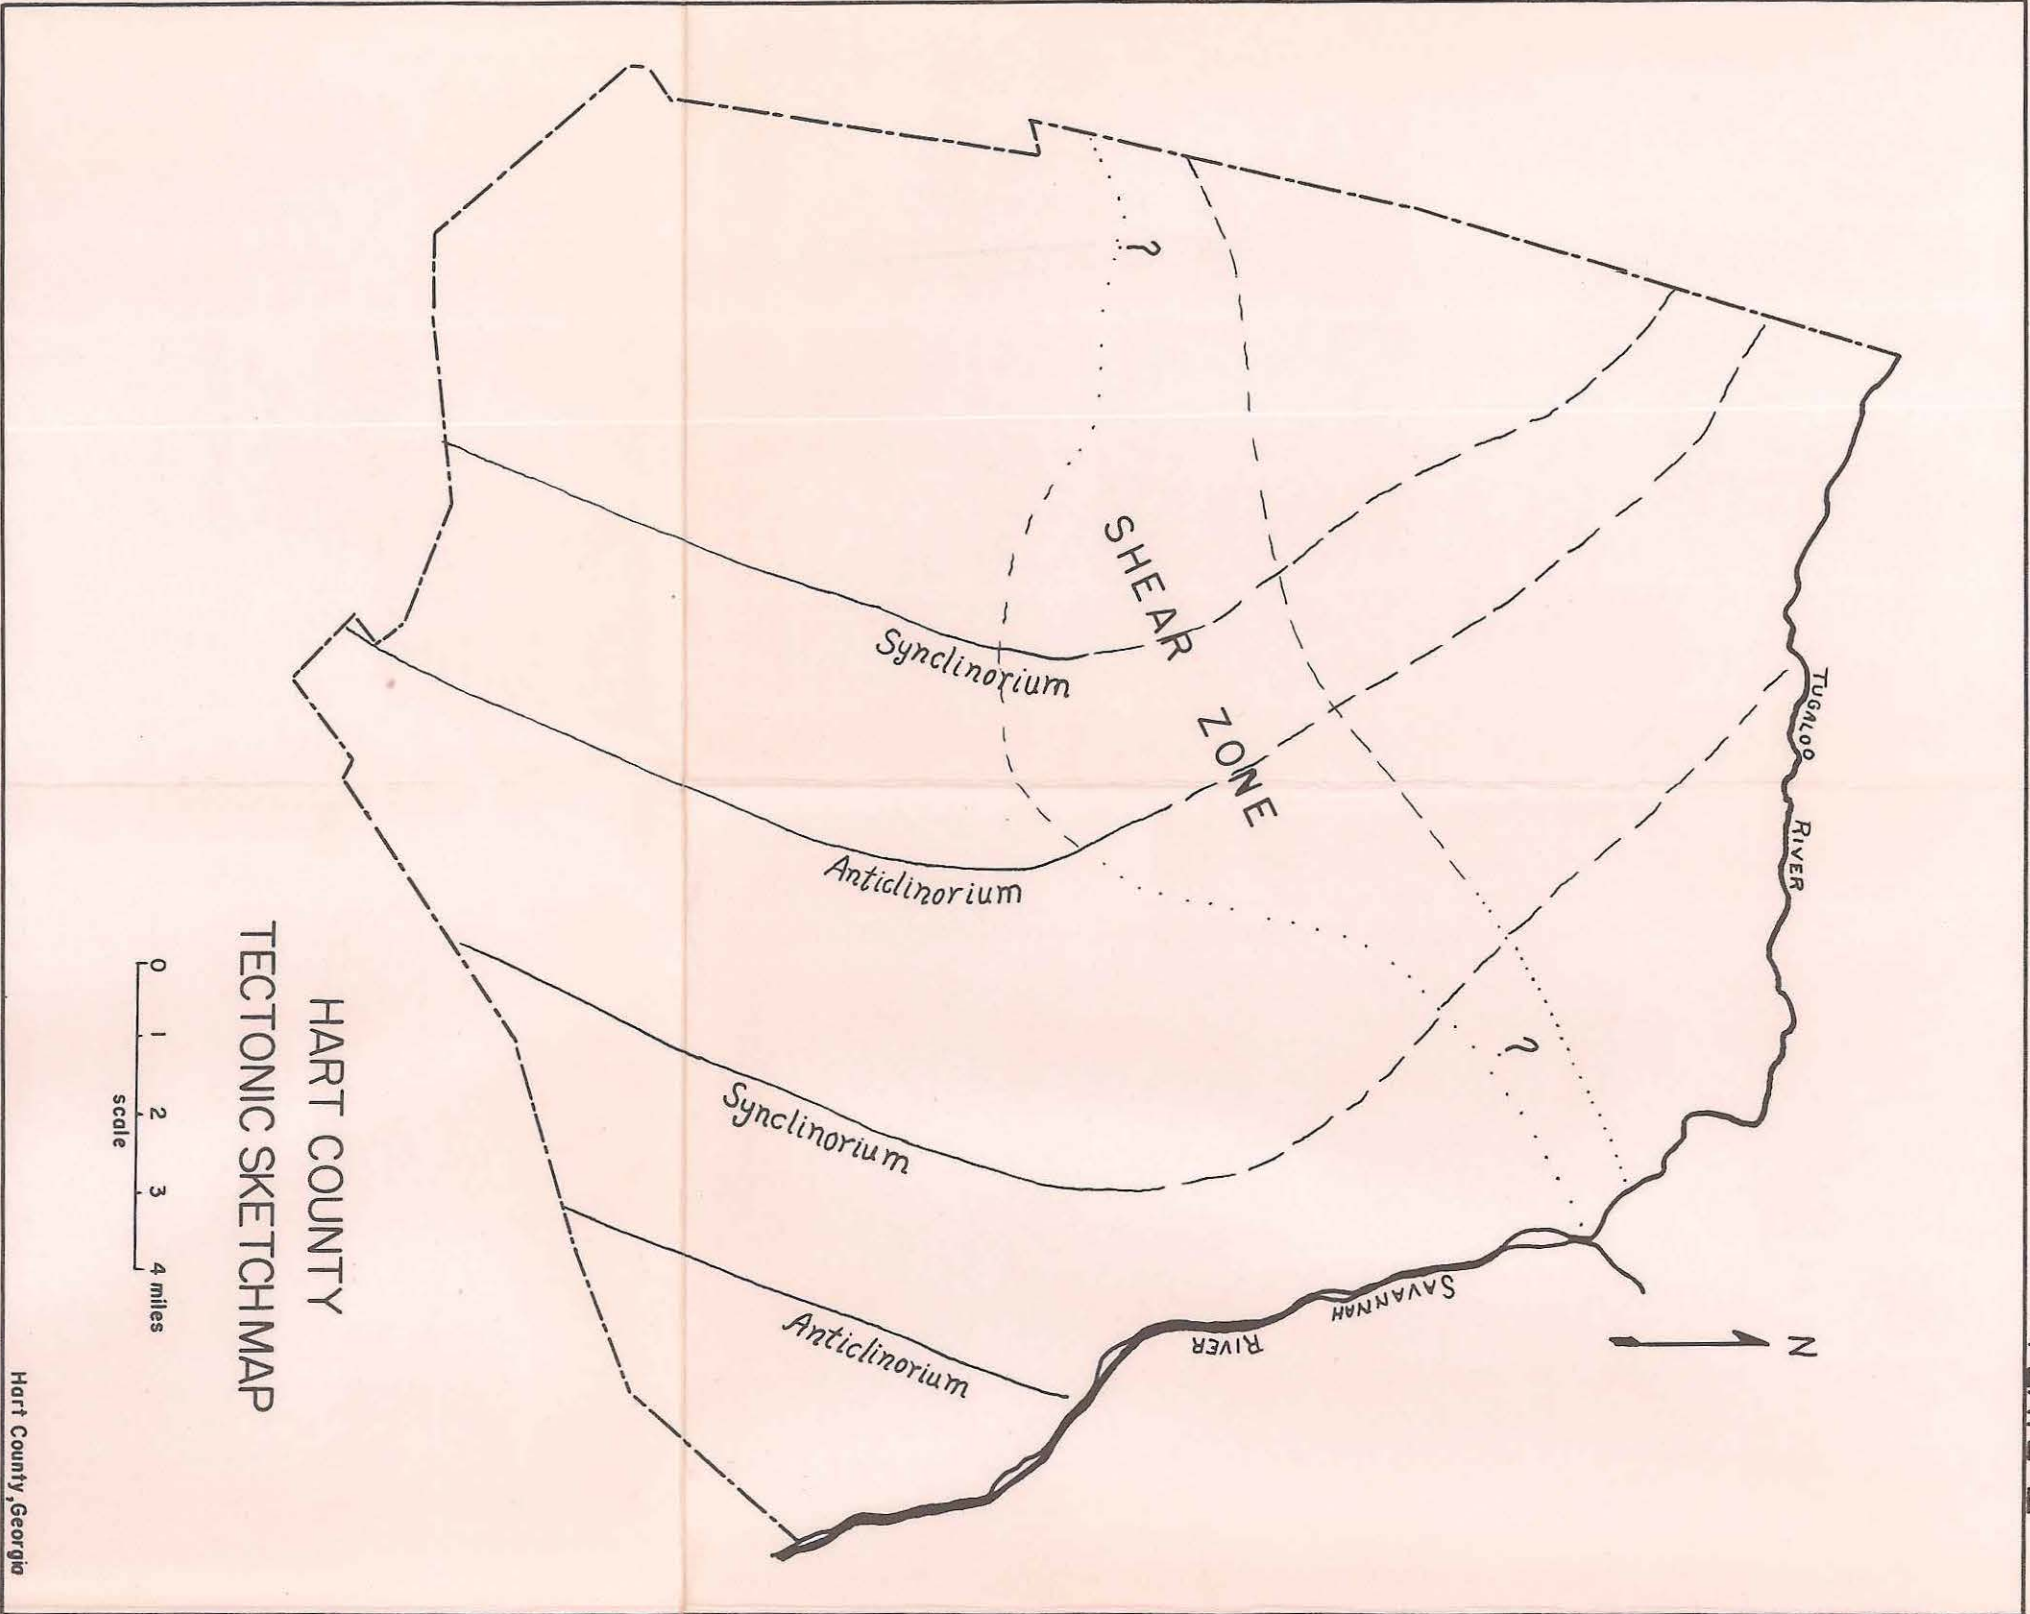 N
TUGALOO RIVER
SAVANNAH
RIVER
?
?
SHEAR
ZONE
Synclinorium
Anticlinorium
Synclinorium
Anticlinorium
HART COUNTY
TECTONIC SKETCH MAP
0 1 2 3 4 miles
scale
Hart County, Georgia